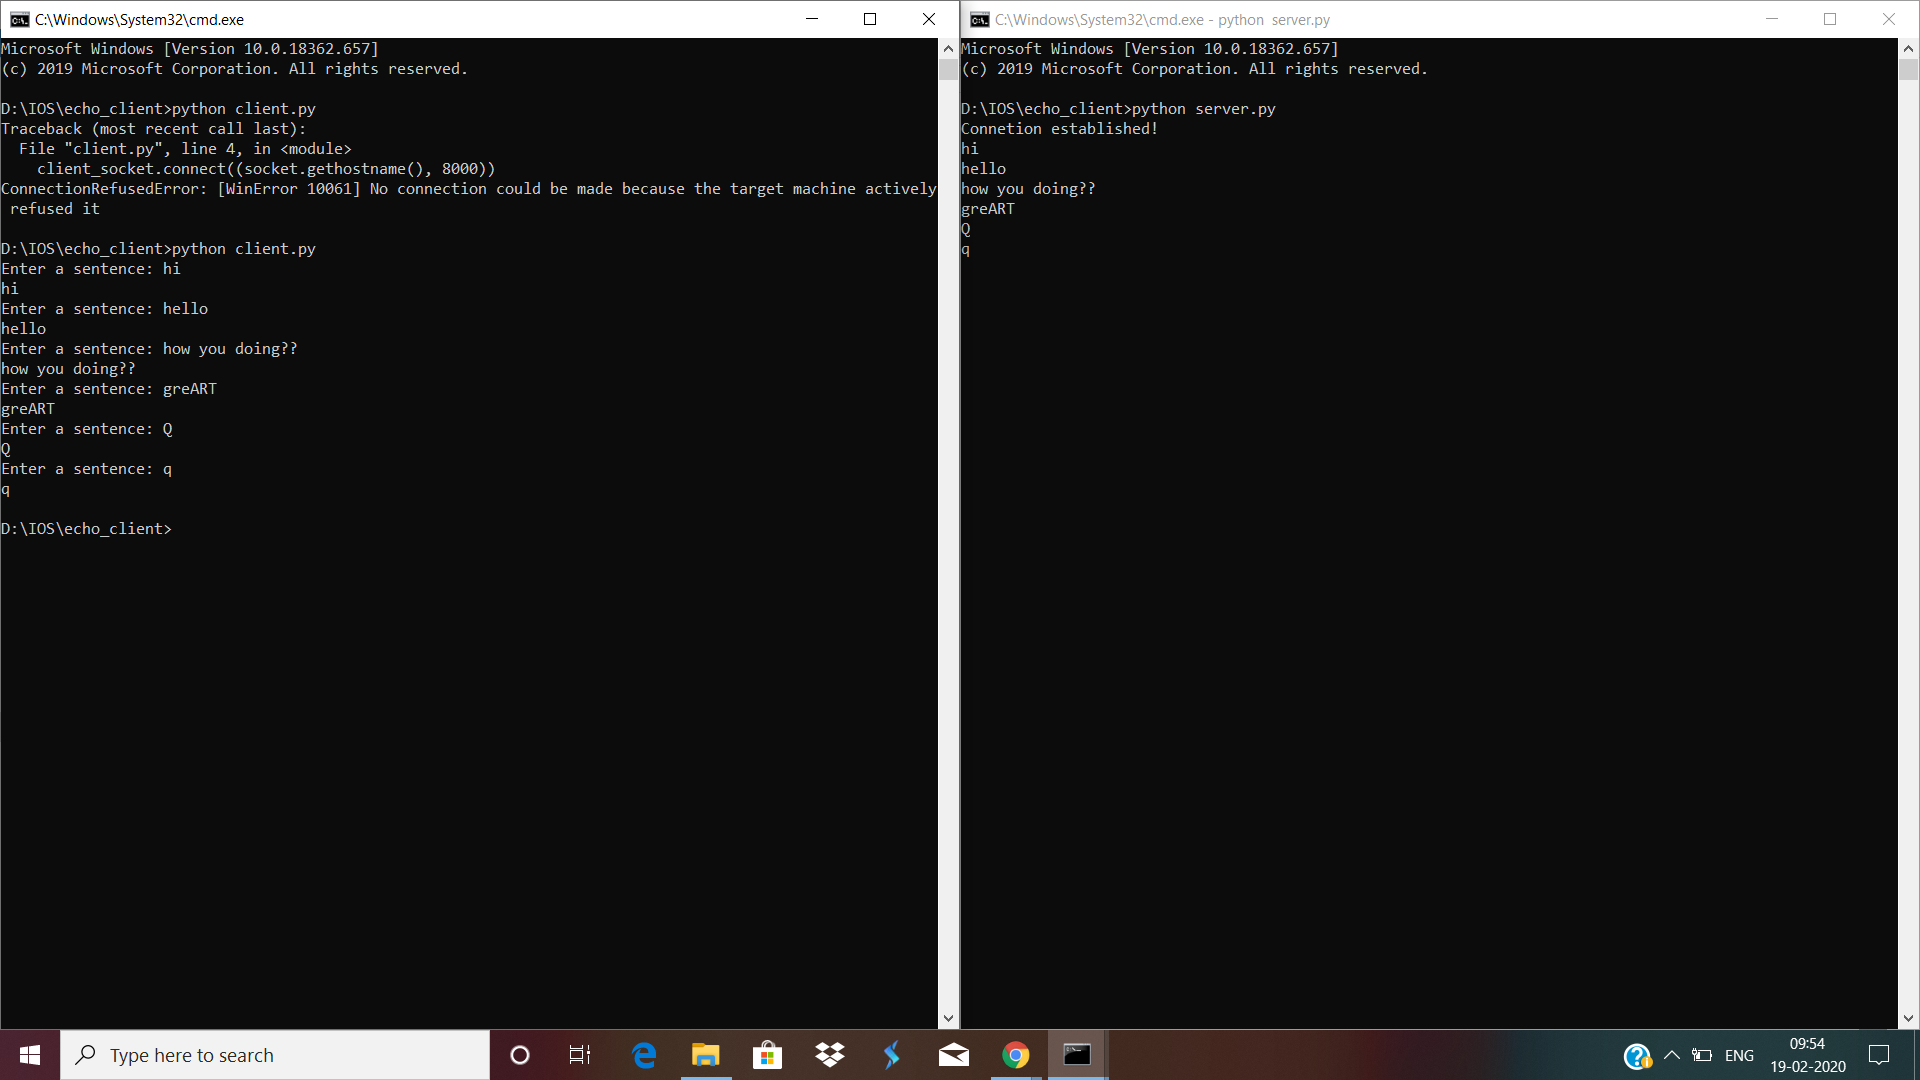 C:\Windows\System32\cmd.exe
Microsoft Windows [Version 10.0.18362.657]
(c) 2019 Microsoft Corporation. All rights reserved.
D:\IOS\echo_client>python client.py
Traceback (most recent call last):
  File "client.py", line 4, in <module>
    client_socket.connect((socket.gethostname(), 8000))
ConnectionRefusedError: [WinError 10061] No connection could be made because the target machine actively
 refused it
D:\IOS\echo_client>python client.py
Enter a sentence: hi
hi
Enter a sentence: hello
hello
Enter a sentence: how you doing??
how you doing??
Enter a sentence: greART
greART
Enter a sentence: Q
Q
Enter a sentence: q
q
D:\IOS\echo_client>
C:\Windows\System32\cmd.exe - python  server.py
Microsoft Windows [Version 10.0.18362.657]
(c) 2019 Microsoft Corporation. All rights reserved.
D:\IOS\echo_client>python server.py
Connetion established!
hi
hello
how you doing??
greART
Q
q
Type here to search
ENG
09:54
19-02-2020